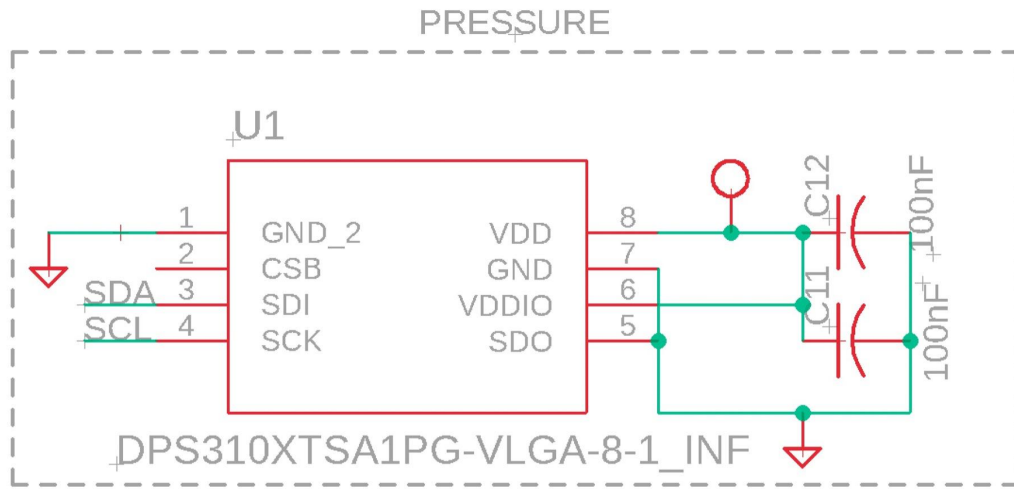 PRESSURE
U1
1 GND_2 VDD 8
2 CSB GND 7
SDA 3 SDI VDDIO 6
SCL 4 SCK SDO 5
C12 100nF
C11 100nF
DPS310XTSA1PG-VLGA-8-1_INF